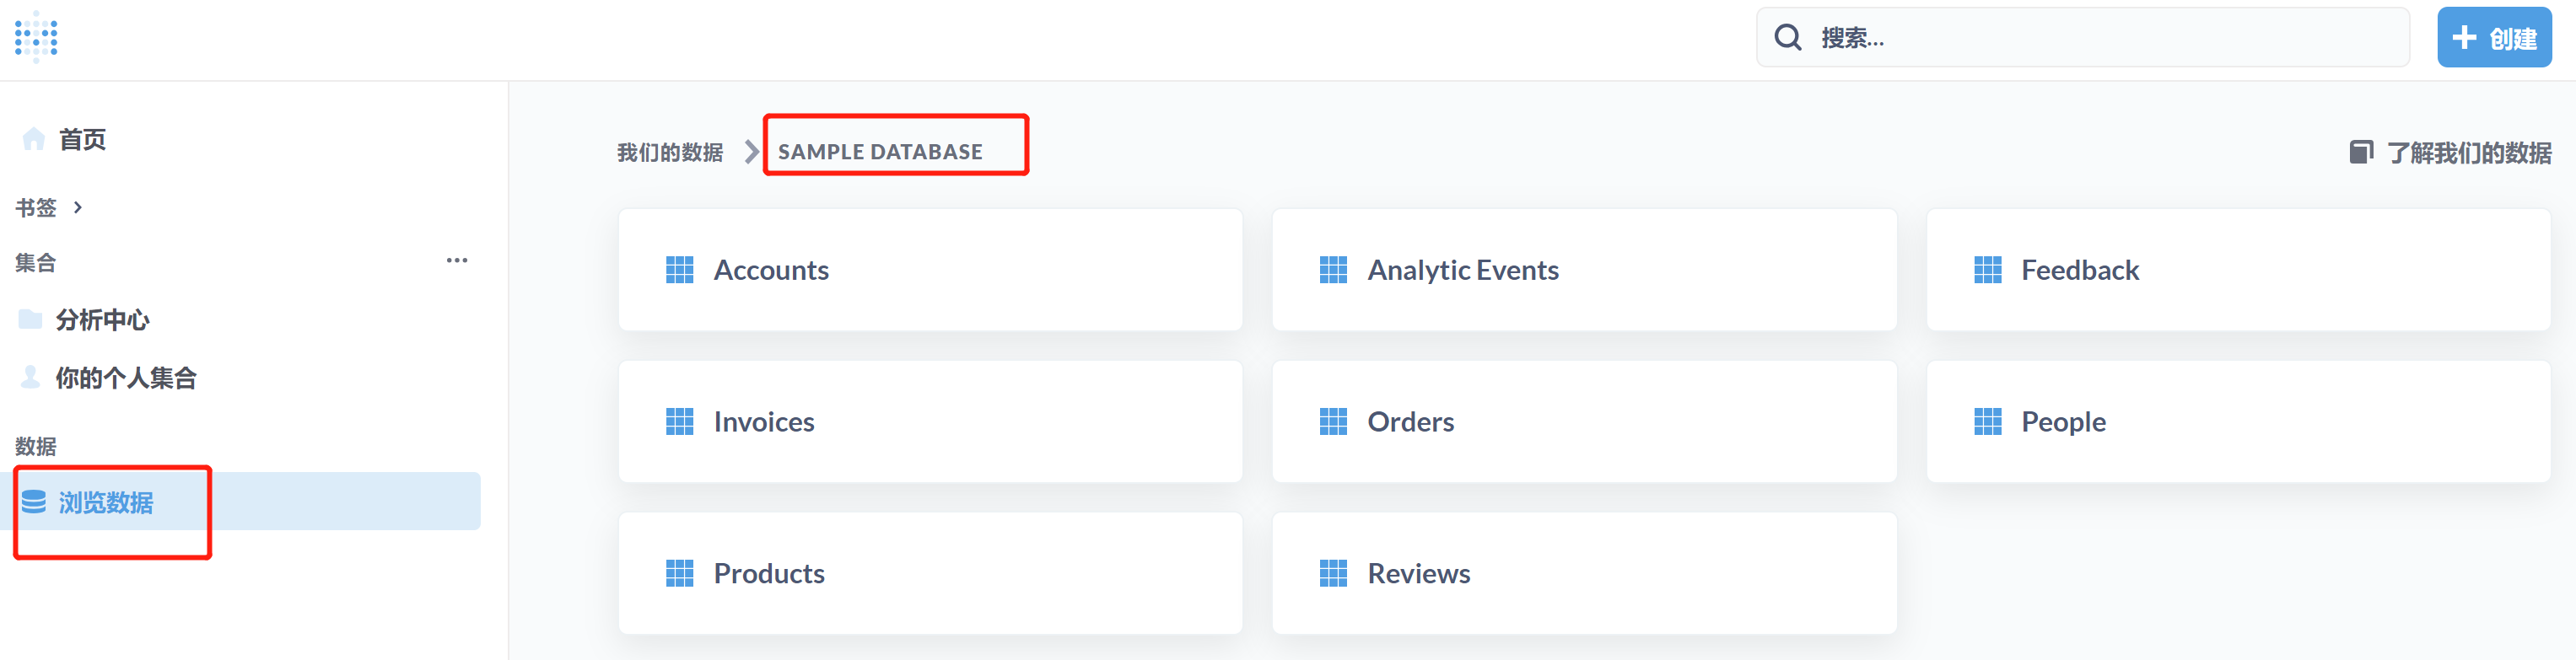 搜索...
创建
首页
书签
集合
分析中心
你的个人集合
数据
浏览数据
我们的数据
SAMPLE DATABASE
了解我们的数据
Accounts
Analytic Events
Feedback
Invoices
Orders
People
Products
Reviews